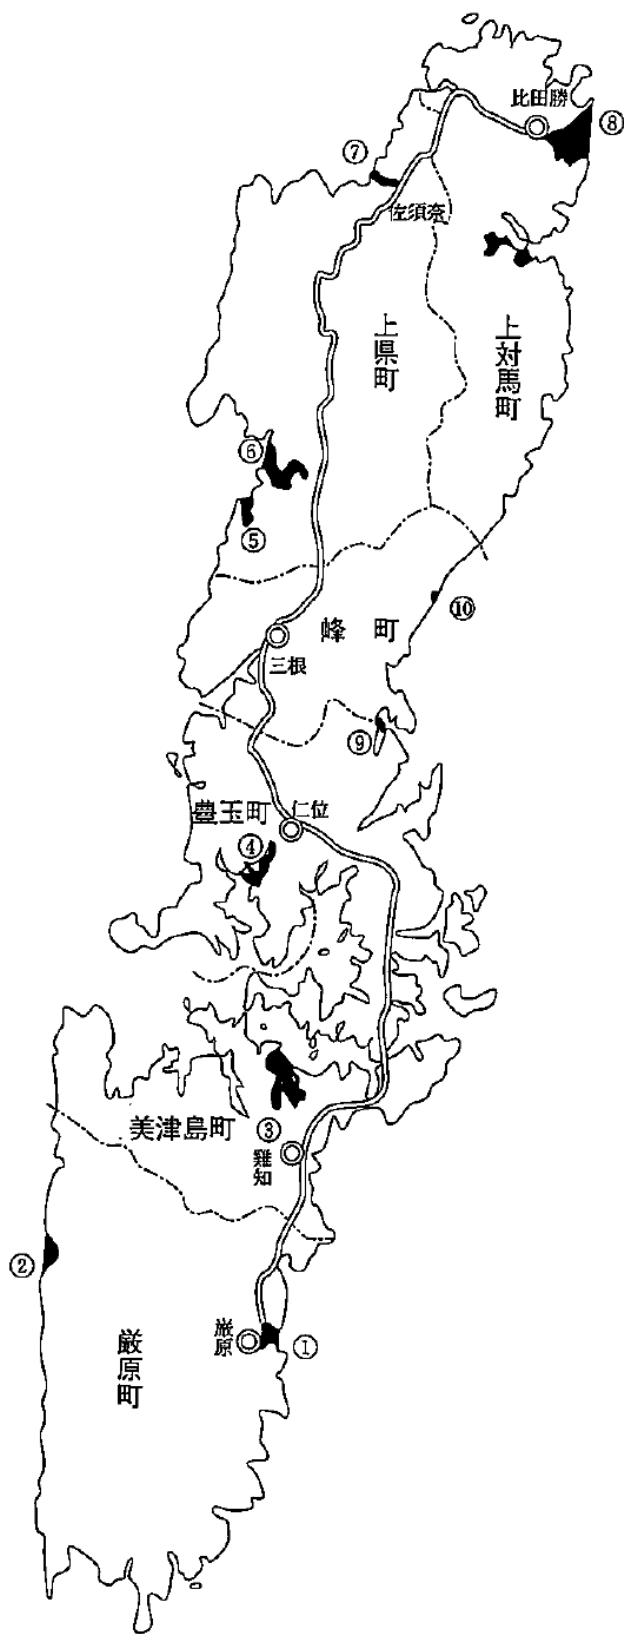 比田勝
⑧
⑦
佐須奈
上県町
上対馬町
⑥
⑤
⑩
蜂町
三根
⑨
豊玉町
仁位
④
美津島町
③
雞知
②
厳原
①
厳原町